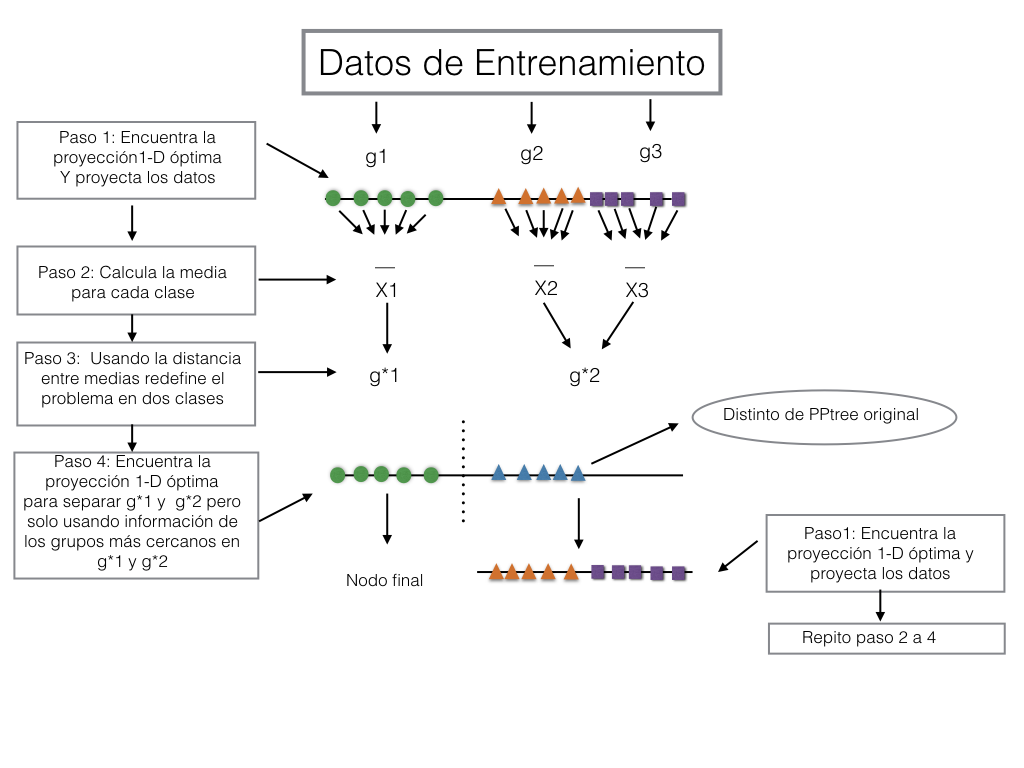 Datos de Entrenamiento
Paso 1: Encuentra la
proyección1-D óptima
Y proyecta los datos
g1
g2
g3
Paso 2: Calcula la media
para cada clase
X1
X2
X3
Paso 3:  Usando la distancia
entre medias redefine el
problema en dos clases
g*1
g*2
Distinto de PPtree original
Paso 4: Encuentra la
proyección 1-D óptima
para separar g*1 y  g*2 pero
solo usando información de
los grupos más cercanos en
g*1 y g*2
Nodo final
Paso1: Encuentra la
proyección 1-D óptima y
proyecta los datos
Repito paso 2 a 4